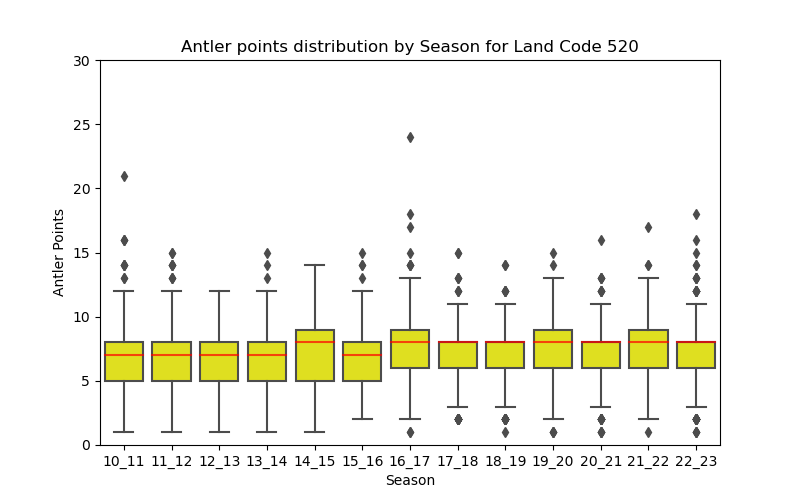 Antler points distribution by Season for Land Code 520
30
25
20
15
10
5
0
Antler Points
10_11 11_12 12_13 13_14 14_15 15_16 16_17 17_18 18_19 19_20 20_21 21_22 22_23
Season